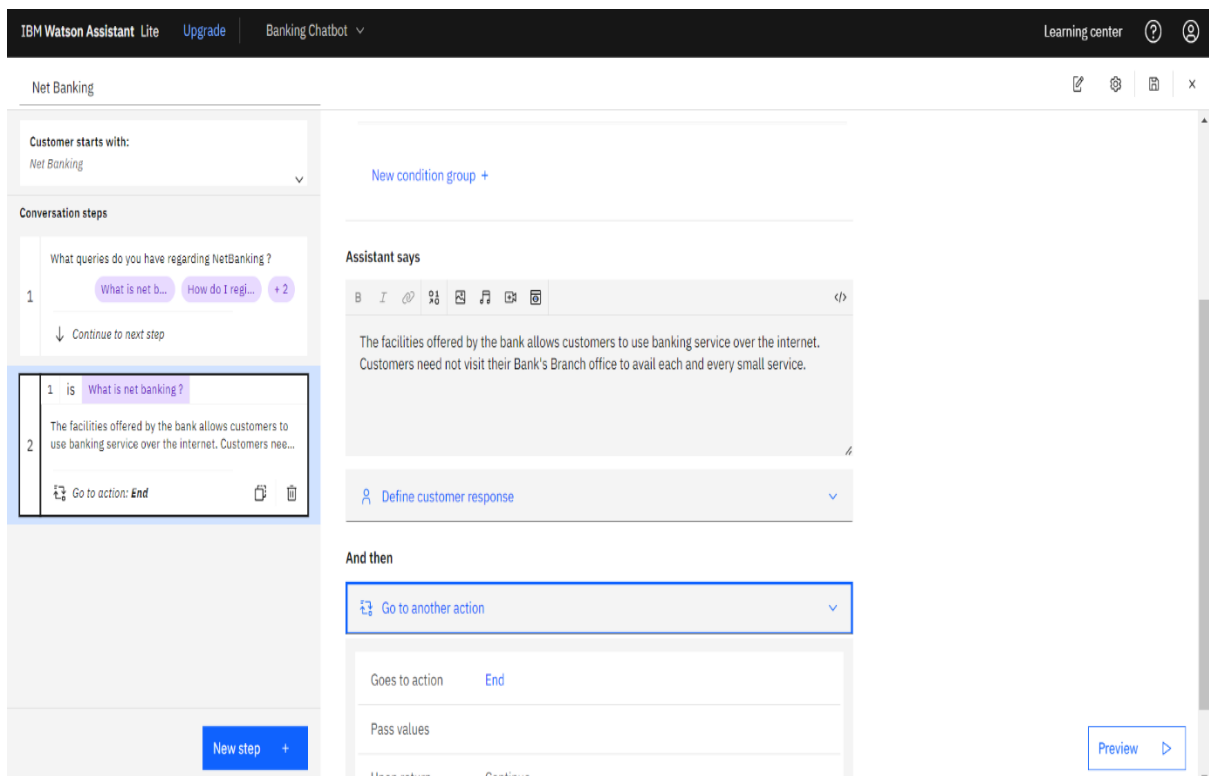 IBM Watson Assistant Lite Upgrade Banking Chatbot Learning center
Net Banking
Customer starts with:
Net Banking
Conversation steps
1
What queries do you have regarding NetBanking ?
What is net b... How do I regi... + 2
Continue to next step
2
1 is What is net banking ?
The facilities offered by the bank allows customers to
use banking service over the internet. Customers nee...
Go to action: End
New step +
New condition group +
Assistant says
B I </>
The facilities offered by the bank allows customers to use banking service over the internet.
Customers need not visit their Bank's Branch office to avail each and every small service.
Define customer response
And then
Go to another action
Goes to action End
Pass values
Upon return Continue
Preview